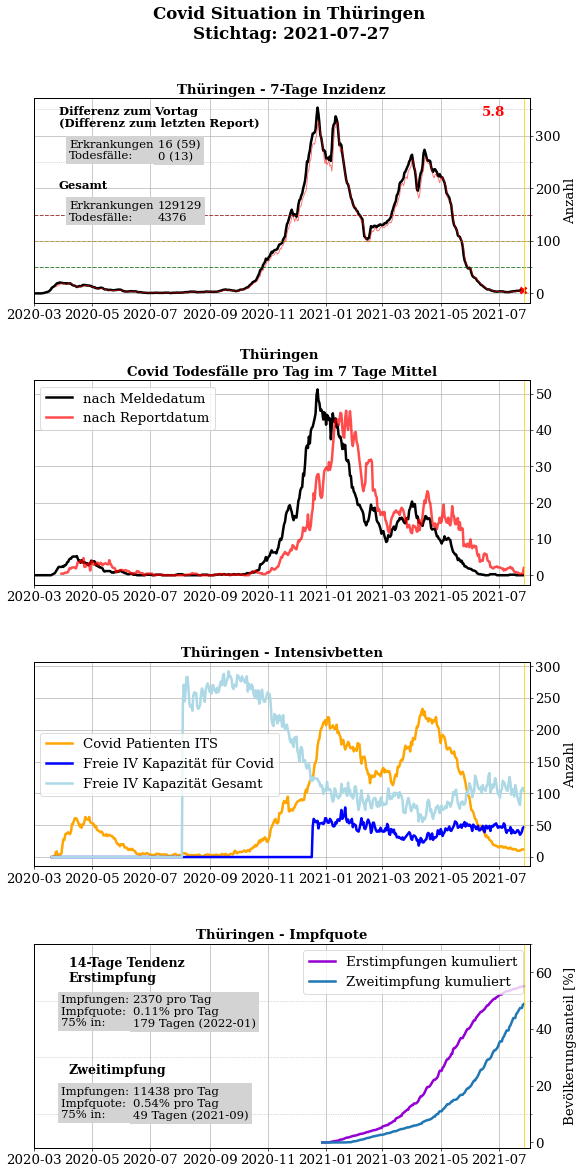 Covid Situation in Thüringen
Stichtag: 2021-07-27
Thüringen - 7-Tage Inzidenz
Differenz zum Vortag
(Differenz zum letzten Report)
Erkrankungen 16 (59)
Todesfälle: 0 (13)
Gesamt
Erkrankungen 129129
Todesfälle: 4376
5.8
300
200
100
0
Anzahl
2020-03 2020-05 2020-07 2020-09 2020-11 2021-01 2021-03 2021-05 2021-07
Thüringen
Covid Todesfälle pro Tag im 7 Tage Mittel
nach Meldedatum
nach Reportdatum
50
40
30
20
10
0
2020-03 2020-05 2020-07 2020-09 2020-11 2021-01 2021-03 2021-05 2021-07
Thüringen - Intensivbetten
Covid Patienten ITS
Freie IV Kapazität für Covid
Freie IV Kapazität Gesamt
300
250
200
150
100
50
0
Anzahl
2020-03 2020-05 2020-07 2020-09 2020-11 2021-01 2021-03 2021-05 2021-07
Thüringen - Impfquote
14-Tage Tendenz
Erstimpfung
Impfungen: 2370 pro Tag
Impfquote: 0.11% pro Tag
75% in: 179 Tagen (2022-01)
Zweitimpfung
Impfungen: 11438 pro Tag
Impfquote: 0.54% pro Tag
75% in: 49 Tagen (2021-09)
Erstimpfungen kumuliert
Zweitimpfung kumuliert
60
40
20
0
Bevölkerungsanteil [%]
2020-03 2020-05 2020-07 2020-09 2020-11 2021-01 2021-03 2021-05 2021-07